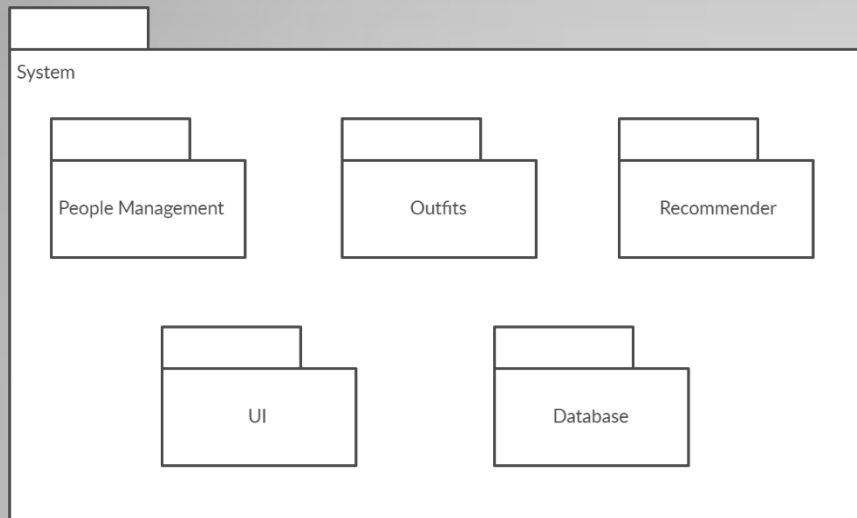 System
People Management
Outfits
Recommender
UI
Database